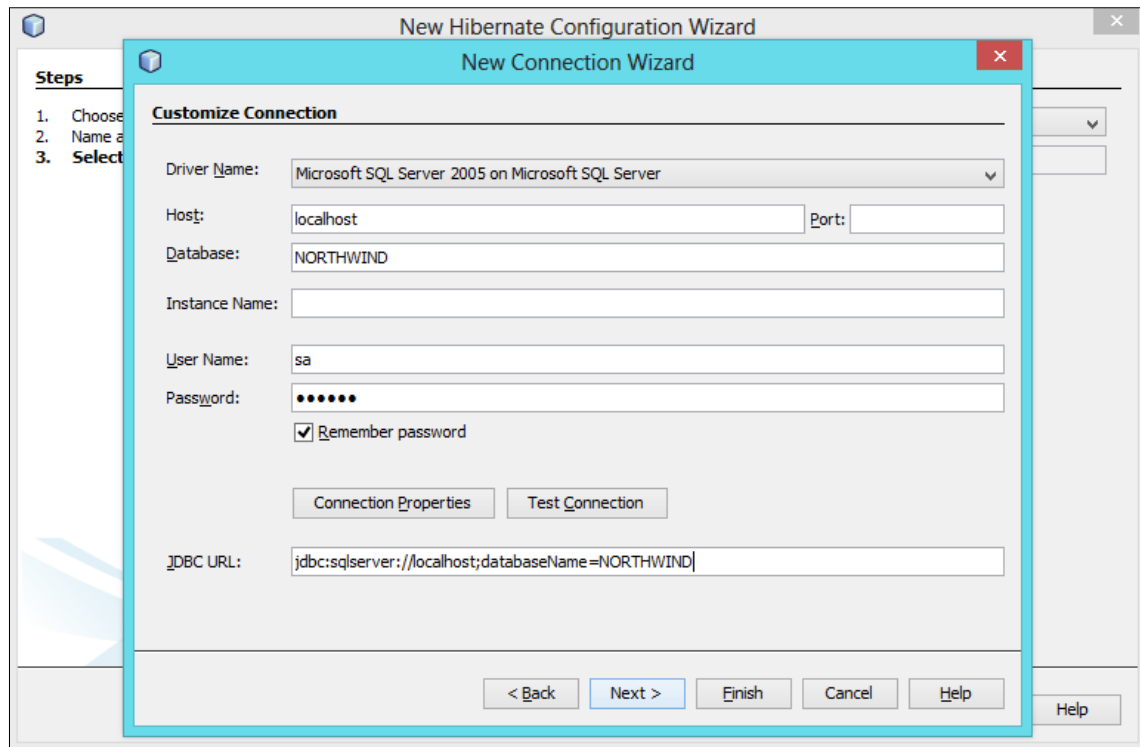 New Hibernate Configuration Wizard
New Connection Wizard
Steps
1. Choose
2. Name a
3. Select
Customize Connection
Driver Name: Microsoft SQL Server 2005 on Microsoft SQL Server
Host: localhost Port:
Database: NORTHWIND
Instance Name:
User Name: sa
Password: ••••••
Remember password
Connection Properties Test Connection
JDBC URL: jdbc:sqlserver://localhost;databaseName=NORTHWIND
< Back Next > Finish Cancel Help
Help